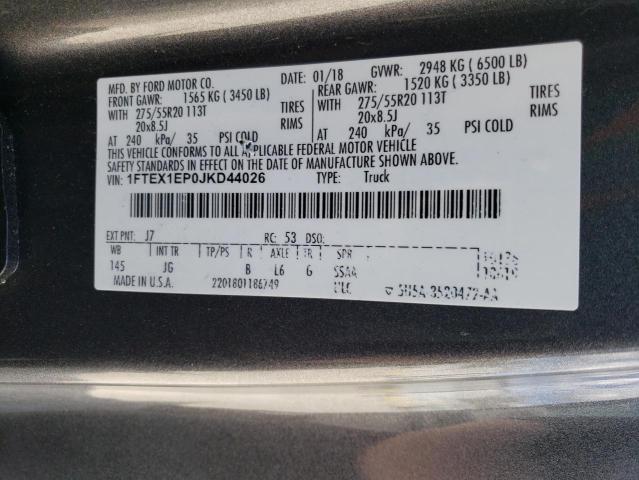 MFD. BY FORD MOTOR CO.
DATE: 01/18 GVWR: 2948 KG ( 6500 LB)
FRONT GAWR: 1565 KG ( 3450 LB)
REAR GAWR: 1520 KG ( 3350 LB)
WITH 275/55R20 113T TIRES
WITH 275/55R20 113T TIRES
20x8.5J RIMS
20x8.5J RIMS
AT 240 kPa/ 35 PSI COLD
AT 240 kPa/ 35 PSI COLD
THIS VEHICLE CONFORMS TO ALL APPLICABLE FEDERAL MOTOR VEHICLE
SAFETY STANDARDS IN EFFECT ON THE DATE OF MANUFACTURE SHOWN ABOVE.
VIN: 1FTEX1EP0JKD44026 TYPE: Truck
EXT PNT: J7 RC: 53 DSO:
WB INT TR TP/PS R AXLE TR SPR
145 JG B L6 G SSAA
MADE IN U.S.A. 2201801186749